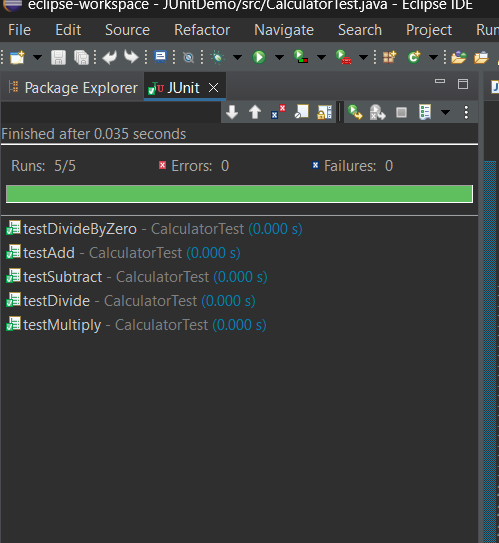 eclipse-workspace - JUnitDemo/src/CalculatorTest.java - Eclipse IDE
File Edit Source Refactor Navigate Search Project Run
Package Explorer JUnit
Finished after 0.035 seconds
Runs: 5/5 Errors: 0 Failures: 0
testDivideByZero - CalculatorTest (0.000 s)
testAdd - CalculatorTest (0.000 s)
testSubtract - CalculatorTest (0.000 s)
testDivide - CalculatorTest (0.000 s)
testMultiply - CalculatorTest (0.000 s)